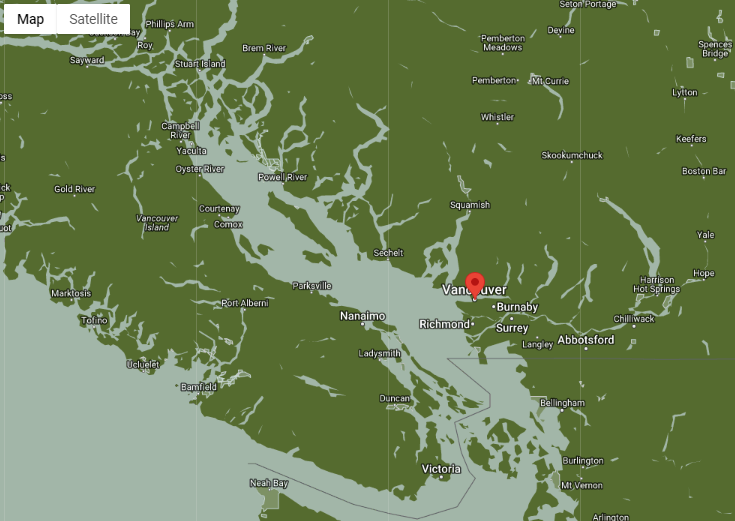 Map
Satellite
Phillips Arm
Seton Portage
Roy
Devine
Brem River
Pemberton
Meadows
Spences
Bridge
Sayward
Stuart Island
Pemberton
Mt Currie
Lytton
Whistler
Campbell
River
Keefers
Yaculta
Skookumchuck
Oyster River
Powell River
Boston Bar
Gold River
Squamish
Courtenay
Vancouver
Island
Comox
Yale
Sechelt
Hope
Harrison
Hot Springs
Parksville
Marktosis
Port Alberni
Vancouver
Burnaby
Nanaimo
Tofino
Richmond
Surrey
Chilliwack
Langley
Abbotsford
Ladysmith
Ucluelet
Bamfield
Duncan
Bellingham
Burlington
Victoria
Neah Bay
Mt Vernon
Arlington